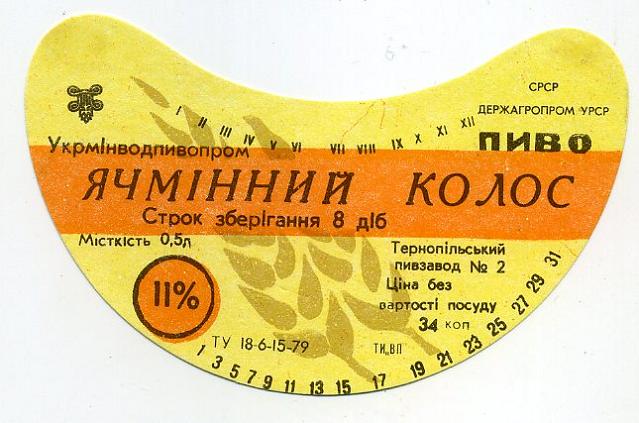 СРСР
ДЕРЖАГРОПРОМ УРСР
I II III IV V VI VII VIII IX X XI XII
ПИВО
Укрмінводпивопром
ЯЧМІННИЙ КОЛОС
Строк зберігання 8 діб
Місткість 0,5л
Тернопільський
пивзавод № 2
Ціна без
вартості посуду
34 коп
11%
ТУ 18-6-15-79
1 3 5 7 9 11 13 15 17 19 21 23 25 27 29 31